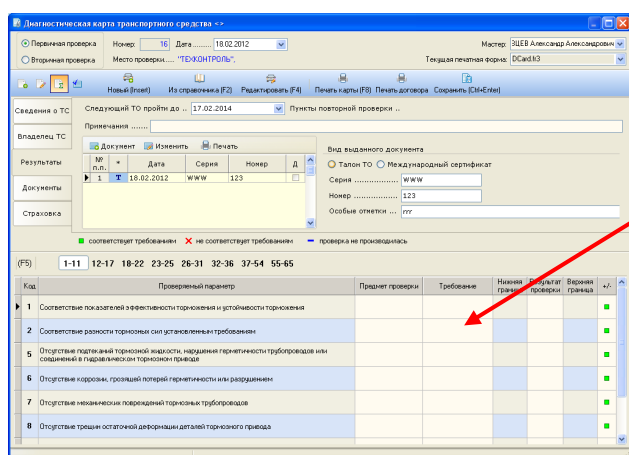 Диагностическая карта транспортного средства <>
Первичная проверка Номер: 16 Дата ......... 18.02.2012 Мастер: ЗЦЕВ Александр Александрович
Вторичная проверка Место проверки..... "ТЕХКОНТРОЛЬ", Текущая печатная форма: DCard.fr3
Новый (Insert) Из справочника (F2) Редактировать (F4) Печать карты (F8) Печать договора Сохранить (Ctrl+Enter)
Сведения о ТС
Владелец ТС
Результаты
Документы
Страховка
Следующий ТО пройти до .. 17.02.2014 Пункты повторной проверки ..
Примечания .......
Документ Изменить Печать
№ п.п. * Дата Серия Номер Д
1 Т 18.02.2012 WWW 123
Вид выданного документа
Талон ТО Международный сертификат
Серия ................. WWW
Номер ................. 123
Особые отметки ... rrr
соответствует требованиям не соответствует требованиям проверка не производилась
(F5) 1-11 12-17 18-22 23-25 26-31 32-36 37-54 55-65
Код Проверяемый параметр Предмет проверки Требование Нижняя граница Результат проверки Верхняя граница +/-
1 Соответствие показателей эффективности торможения и устойчивости торможения
2 Соответствие разности тормозных сил установленным требованиям
5 Отсутствие подтеканий тормозной жидкости, нарушения герметичности трубопроводов или
соединений в гидравлическом тормозном приводе
6 Отсутствие коррозии, грозящей потерей герметичности или разрушением
7 Отсутствие механических повреждений тормозных трубопроводов
8 Отсутствие трещин остаточной деформации деталей тормозного привода